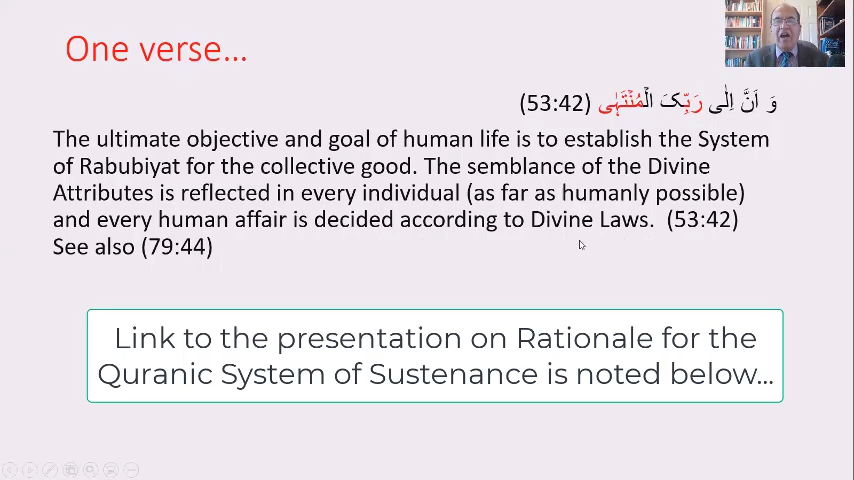 One verse...
وَ اَنَّ اِلٰی رَبِّکَ الۡمُنۡتَہٰی (53:42)
The ultimate objective and goal of human life is to establish the System
of Rabubiyat for the collective good. The semblance of the Divine
Attributes is reflected in every individual (as far as humanly possible)
and every human affair is decided according to Divine Laws. (53:42)
See also (79:44)
Link to the presentation on Rationale for the
Quranic System of Sustenance is noted below...